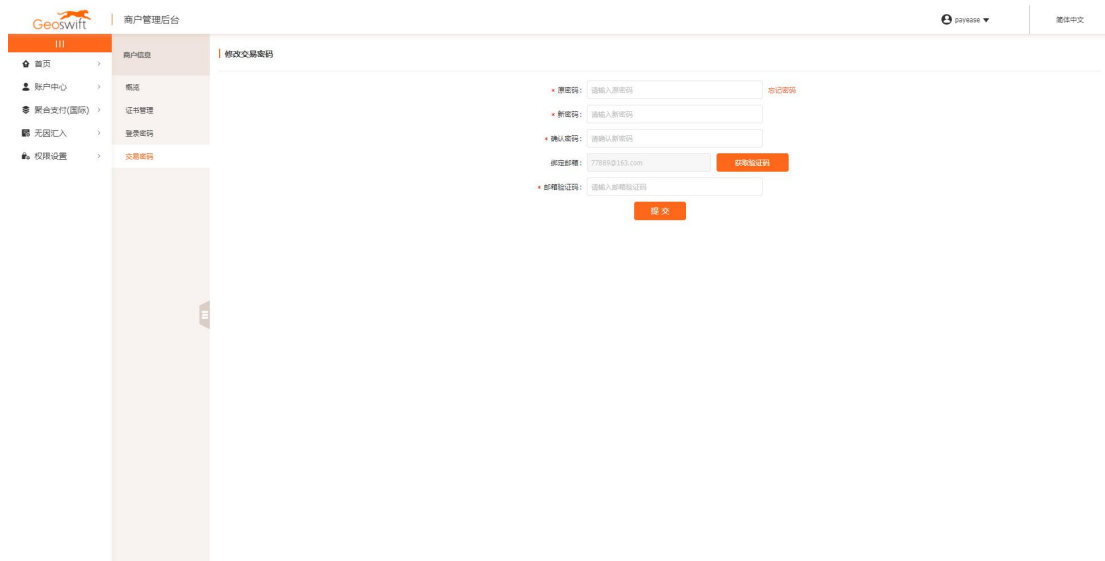 Geoswift
商户管理后台
payease
简体中文
首页
账户中心
聚合支付(国际)
无因汇入
权限设置
商户信息
概览
证书管理
登录密码
交易密码
修改交易密码
* 原密码: 请输入原密码 忘记密码
* 新密码: 请输入新密码
* 确认密码: 请确认新密码
绑定邮箱: 77889@163.com 获取验证码
* 邮箱验证码: 请输入邮箱验证码
提 交